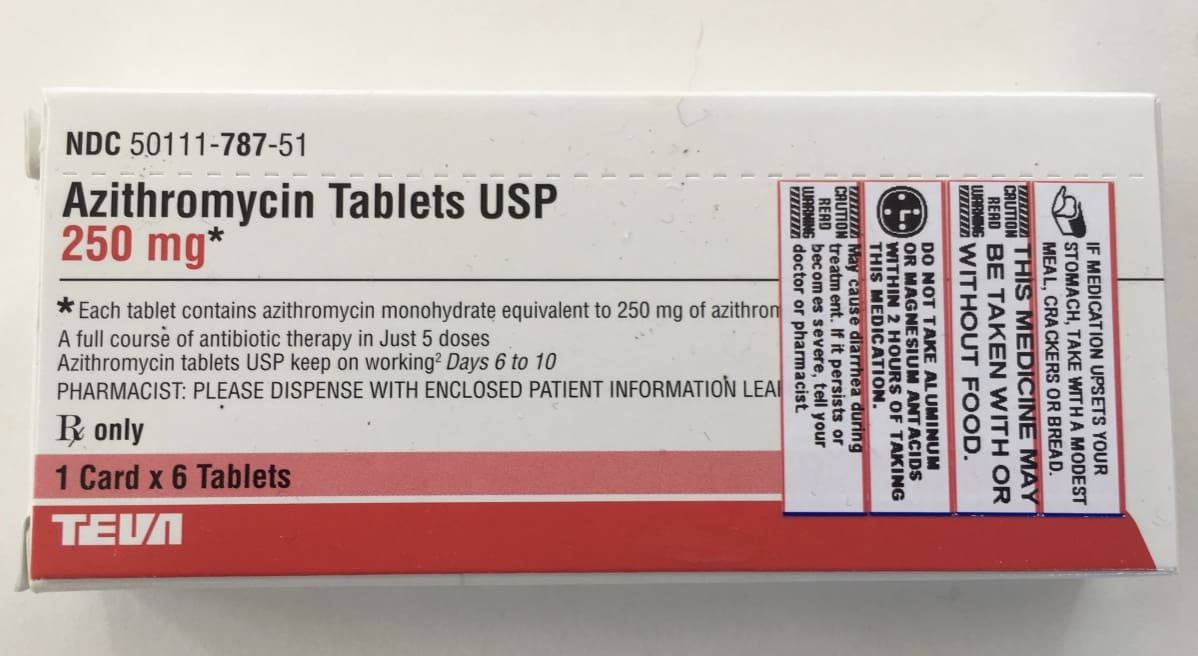 NDC 50111-787-51
Azithromycin Tablets USP
250 mg*
* Each tablet contains azithromycin monohydrate equivalent to 250 mg of
A full course of antibiotic therapy in Just 5 doses
Azithromycin tablets USP keep on working² Days 6 to 10
PHARMACIST: PLEASE DISPENSE WITH ENCLOSED PATIENT INFORMATION
Rx only
1 Card x 6 Tablets
TEVA
IF MEDICATION UPSETS YOUR
STOMACH, TAKE WITH A MODEST
MEAL, CRACKERS OR BREAD.
CAUTION
READ
WARNING
THIS MEDICINE MAY
BE TAKEN WITH OR
WITHOUT FOOD.
DO NOT TAKE ALUMINUM
OR MAGNESIUM ANTACIDS
WITHIN 2 HOURS OF TAKING
THIS MEDICATION.
CAUTION
READ
WARNING
May cause diarrhea during
treatment. If it persists or
becomes severe, tell your
doctor or pharmacist.